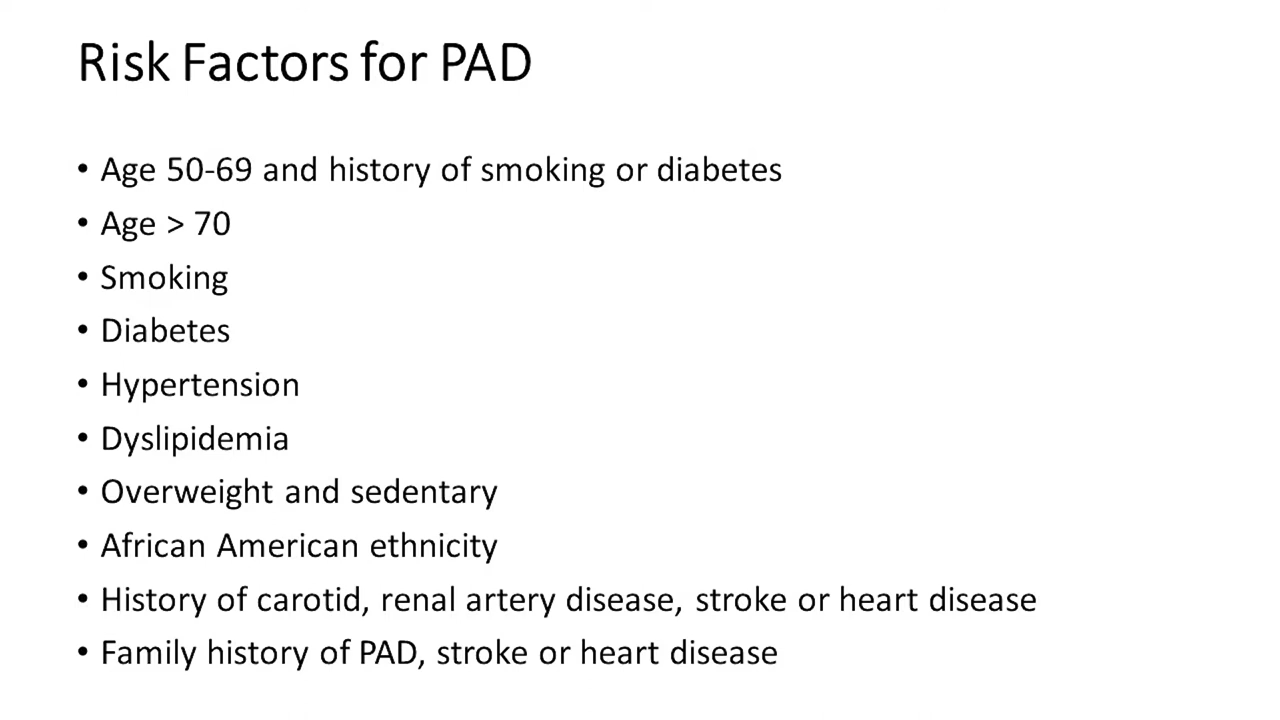 Risk Factors for PAD
• Age 50-69 and history of smoking or diabetes
• Age > 70
• Smoking
• Diabetes
• Hypertension
• Dyslipidemia
• Overweight and sedentary
• African American ethnicity
• History of carotid, renal artery disease, stroke or heart disease
• Family history of PAD, stroke or heart disease